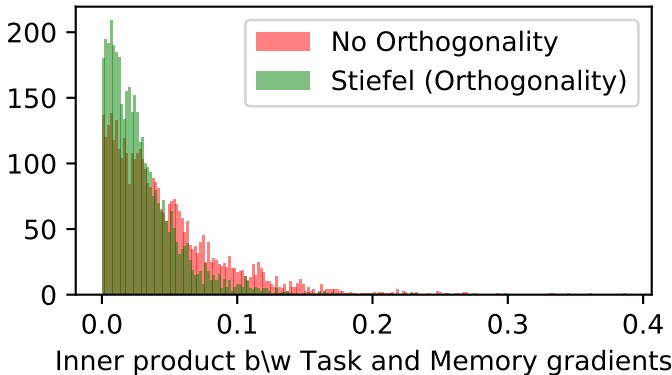 200
150
100
50
0
No Orthogonality
Stiefel (Orthogonality)
0.0 0.1 0.2 0.3 0.4
Inner product b\w Task and Memory gradients